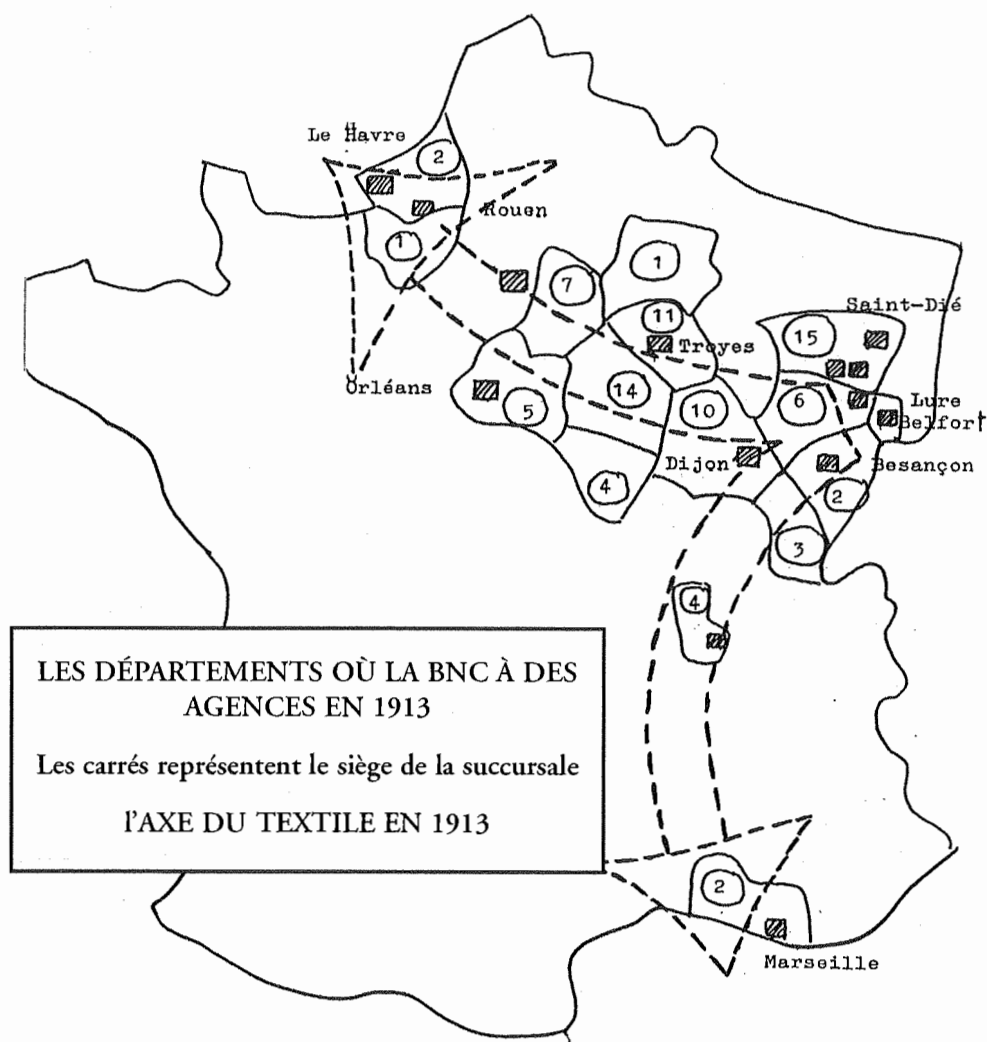 Le Havre
2
Rouen
1
7
1
11
Troyes
Saint-Dié
15
Orléans
5
14
10
6
Lure
Belfort
Dijon
Besançon
4
2
3
4
LES DÉPARTEMENTS OÙ LA BNC À DES
AGENCES EN 1913
Les carrés représentent le siège de la succursale
l'AXE DU TEXTILE EN 1913
2
Marseille